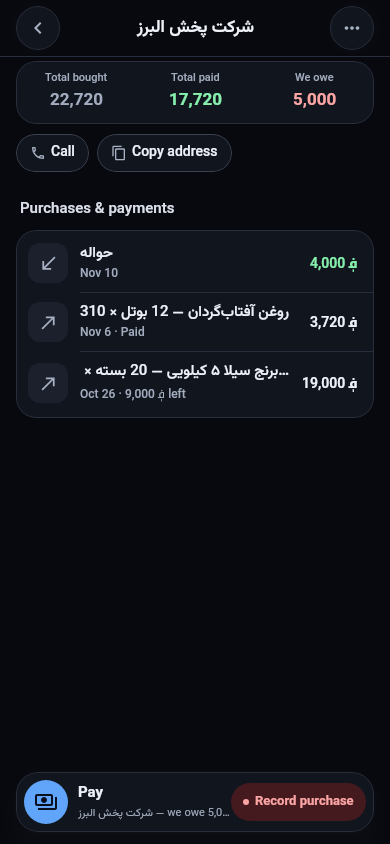 شرکت پخش البرز
Total bought
Total paid
We owe
22,720
17,720
5,000
Call
Copy address
Purchases & payments
حواله
Nov 10
4,000 ؋
روغن آفتاب‌گردان — 12 بوتل × 310
Nov 6 · Paid
3,720 ؋
برنج سیلا ۵ کیلویی — 20 بسته × …
Oct 26 · 9,000 ؋ left
19,000 ؋
Pay
شرکت پخش البرز — we owe 5,0…
Record purchase